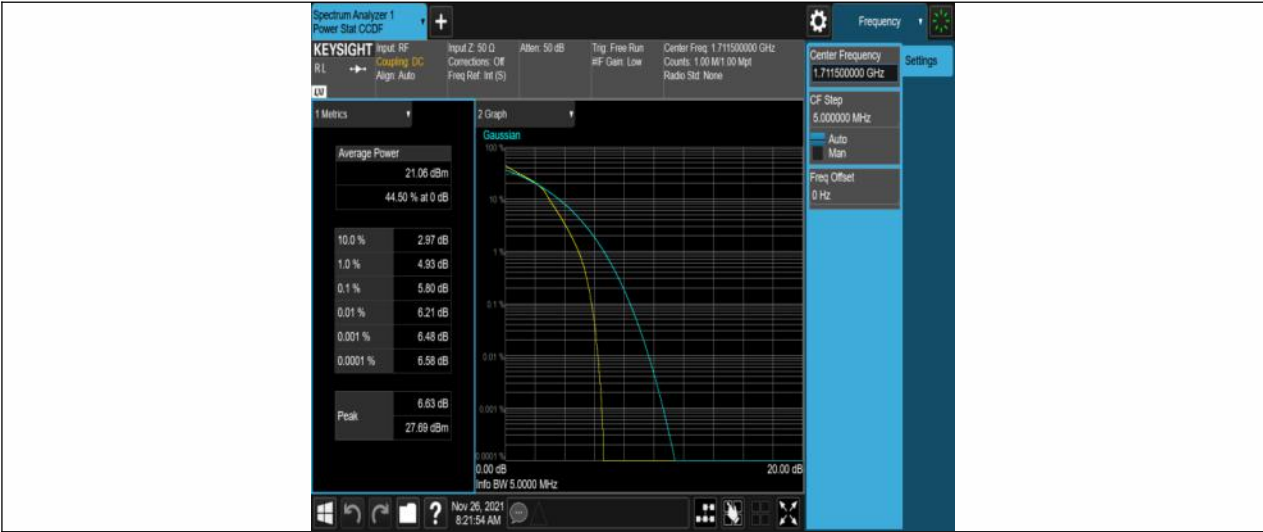 Spectrum Analyzer 1
Power Stat CCDF
+
Frequency
KEYSIGHT
Input: RF
Coupling: DC
Align: Auto
Input Z: 50 Ω
Corrections: Off
Freq Ref: Int (S)
Atten: 50 dB
Trig: Free Run
#IF Gain: Low
Center Freq: 1.711500000 GHz
Counts: 1.00 M/1.00 Mpt
Radio Std: None
R L
LVI
Center Frequency
1.711500000 GHz
Settings
CF Step
5.000000 MHz
Auto
Man
Freq Offset
0 Hz
1 Metrics
Average Power
21.06 dBm
44.50 % at 0 dB
10.0 % 2.97 dB
1.0 % 4.93 dB
0.1 % 5.80 dB
0.01 % 6.21 dB
0.001 % 6.48 dB
0.0001 % 6.58 dB
Peak
6.63 dB
27.69 dBm
2 Graph
Gaussian
100 %
10 %
1 %
0.1 %
0.01 %
0.001 %
0.0001 %
0.00 dB 20.00 dB
Info BW 5.0000 MHz
?
Nov 26, 2021
8:21:54 AM